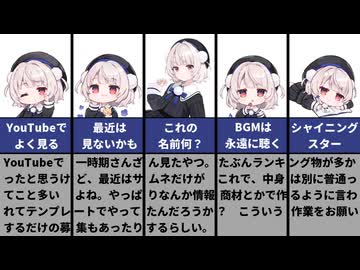 YouTubeで
よく見る
最近は
見ないかも
これの
名前何？
BGMは
永遠に聴く
シャイニング
スター
YouTubeで
ったと思うけ
てこと多い
れてテンプレ
するだけの募
一時期さんざ
ど、最近はサ
よね。やっぱ
ートでやって
集もあったり
ん見たやつ。
ムネイルだけが
りなんか情報
たんだろうか
するらしい。
たぶんランキ
これで、中身
商材とかで作
？ こういう
ング物が多か
は別に普通っ
ように言わ
作業をお願い